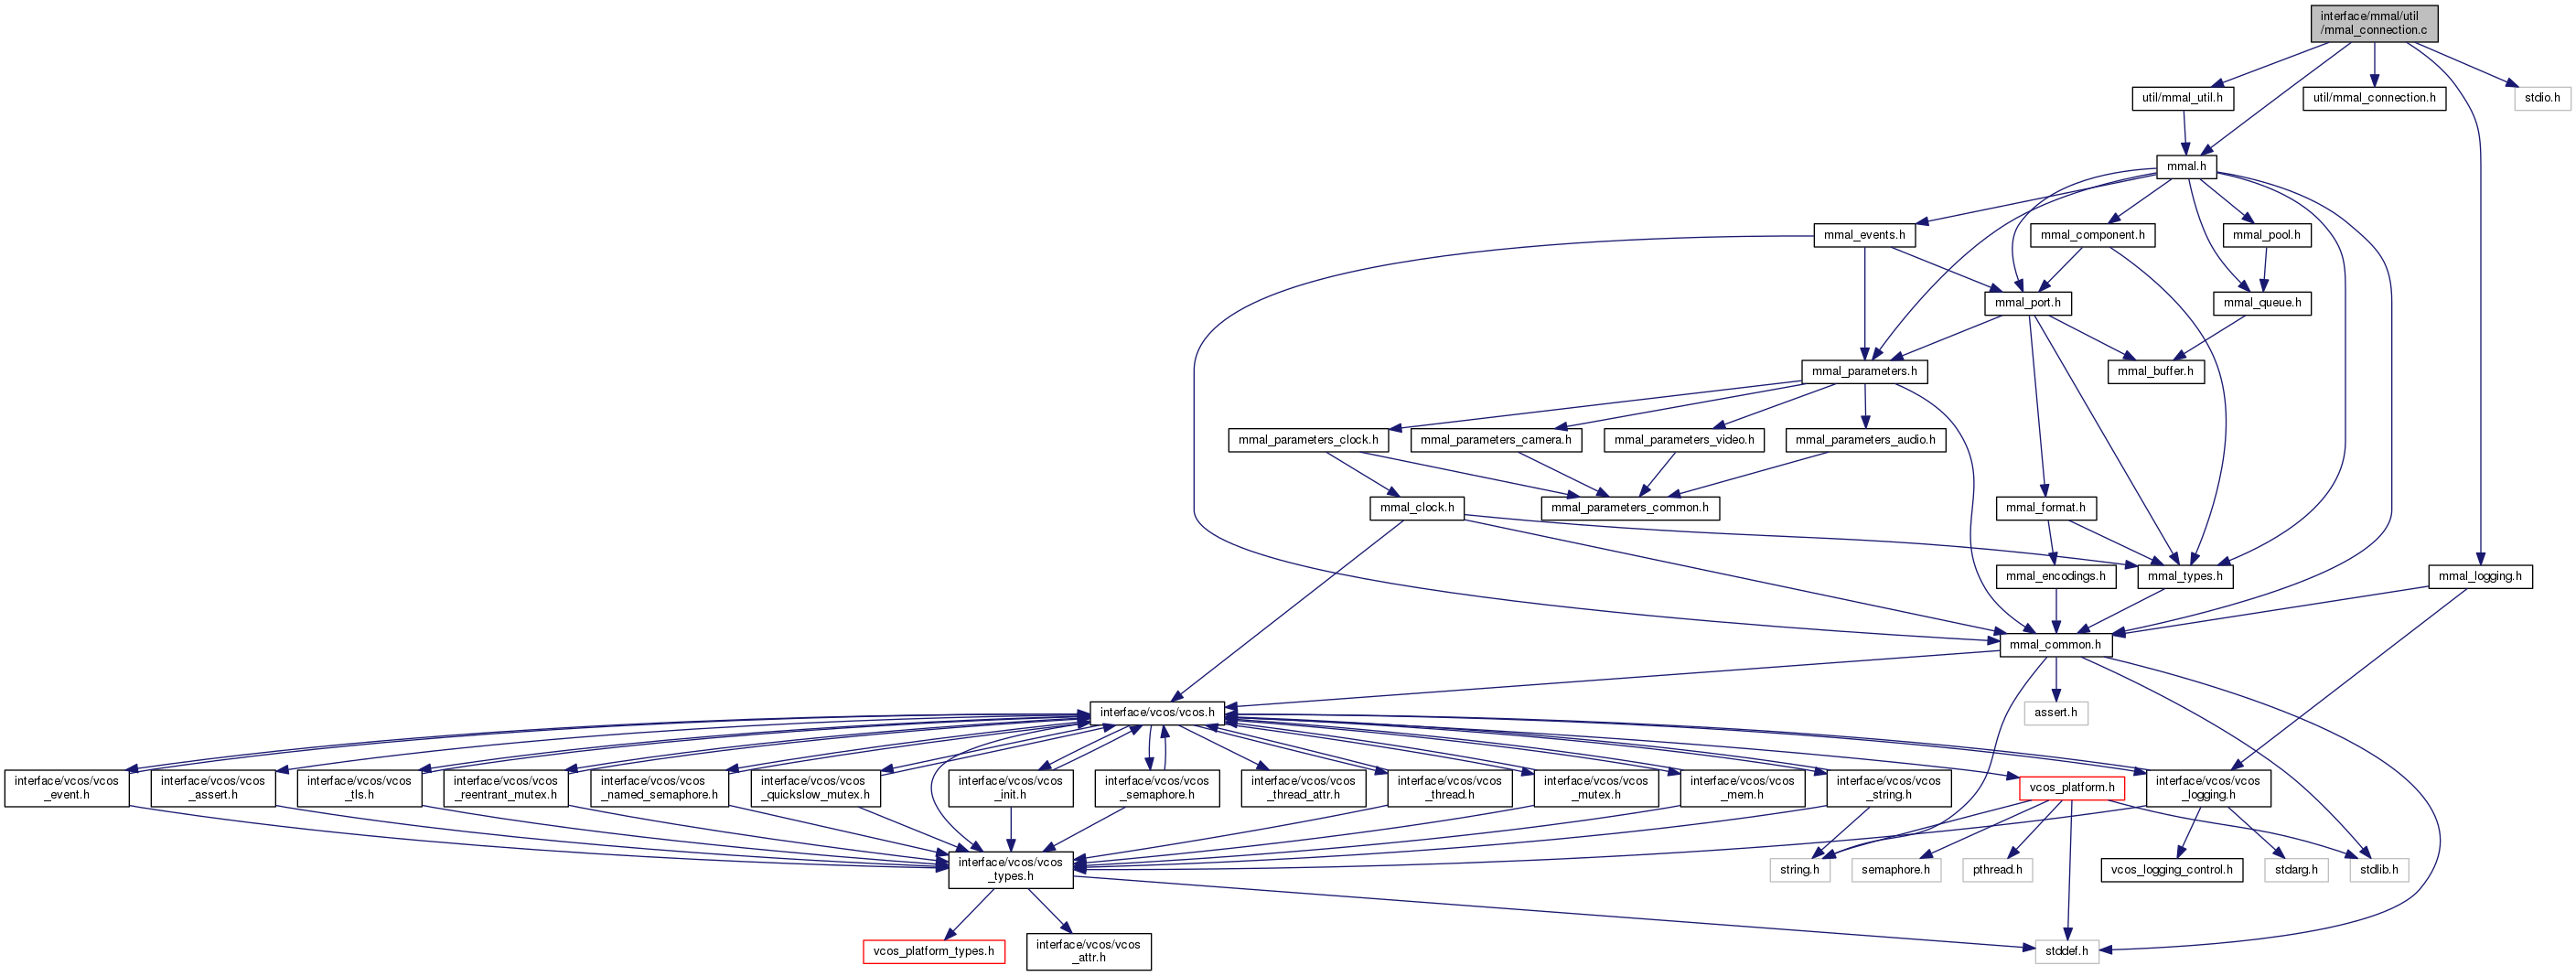 interface/mmal/util
/mmal_connection.c
util/mmal_util.h
util/mmal_connection.h
stdio.h
mmal.h
mmal_events.h
mmal_component.h
mmal_pool.h
mmal_port.h
mmal_queue.h
mmal_parameters.h
mmal_buffer.h
mmal_parameters_clock.h
mmal_parameters_camera.h
mmal_parameters_video.h
mmal_parameters_audio.h
mmal_clock.h
mmal_parameters_common.h
mmal_format.h
mmal_encodings.h
mmal_types.h
mmal_logging.h
mmal_common.h
interface/vcos/vcos.h
assert.h
interface/vcos/vcos
_event.h
interface/vcos/vcos
_assert.h
interface/vcos/vcos
_tls.h
interface/vcos/vcos
_reentrant_mutex.h
interface/vcos/vcos
_named_semaphore.h
interface/vcos/vcos
_quickslow_mutex.h
interface/vcos/vcos
_init.h
interface/vcos/vcos
_semaphore.h
interface/vcos/vcos
_thread_attr.h
interface/vcos/vcos
_thread.h
interface/vcos/vcos
_mutex.h
interface/vcos/vcos
_mem.h
interface/vcos/vcos
_string.h
vcos_platform.h
interface/vcos/vcos
_logging.h
interface/vcos/vcos
_types.h
string.h
semaphore.h
pthread.h
vcos_logging_control.h
stdarg.h
stdlib.h
vcos_platform_types.h
interface/vcos/vcos
_attr.h
stddef.h